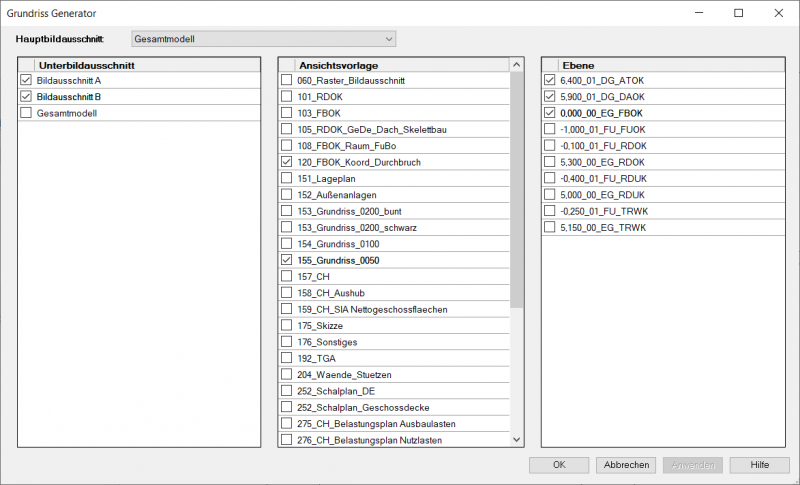 Grundriss Generator
Hauptbildausschnitt: Gesamtmodell
Unterbildausschnitt
Bildausschnitt A
Bildausschnitt B
Gesamtmodell
Ansichtsvorlage
060_Raster_Bildausschnitt
101_RDOK
103_FBOK
105_RDOK_GeDe_Dach_Skelettbau
108_FBOK_Raum_FuBo
120_FBOK_Koord_Durchbruch
151_Lageplan
152_Außenanlagen
153_Grundriss_0200_bunt
153_Grundriss_0200_schwarz
154_Grundriss_0100
155_Grundriss_0050
157_CH
158_CH_Aushub
159_CH_SIA Nettogeschossflaechen
175_Skizze
176_Sonstiges
192_TGA
204_Waende_Stuetzen
252_Schalplan_DE
252_Schalplan_Geschossdecke
275_CH_Belastungsplan Ausbaulasten
276_CH_Belastungsplan Nutzlasten
Ebene
6,400_01_DG_ATOK
5,900_01_DG_DAOK
0,000_00_EG_FBOK
-1,000_01_FU_FUOK
-0,100_01_FU_RDOK
5,300_00_EG_RDOK
-0,400_01_FU_RDUK
5,000_00_EG_RDUK
-0,250_01_FU_TRWK
5,150_00_EG_TRWK
OK Abbrechen Anwenden Hilfe